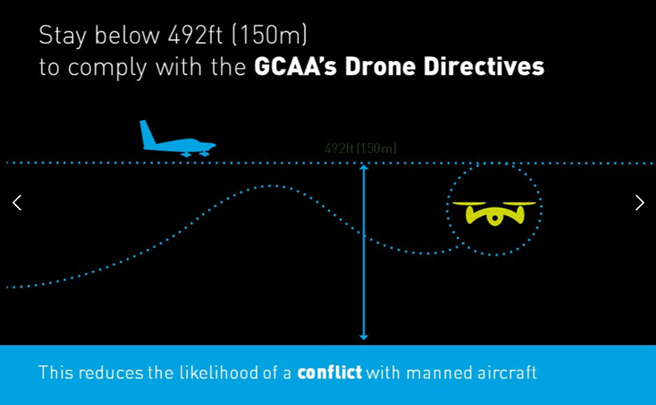 Stay below 492ft (150m)
to comply with the GCAA's Drone Directives
492ft (150m)
This reduces the likelihood of a conflict with manned aircraft